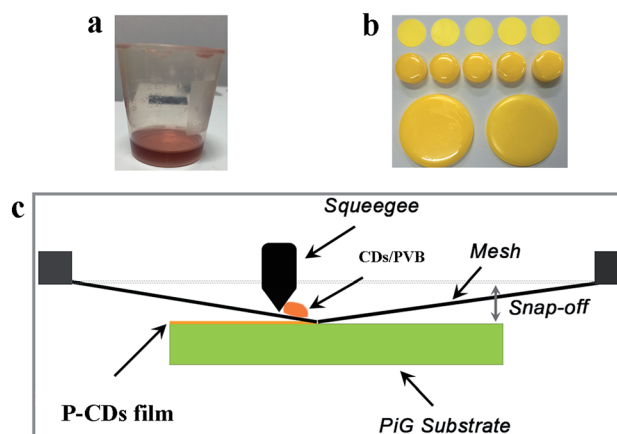 a
b
c
Squeegee
CDs/PVB
Mesh
Snap-off
P-CDs film
PiG Substrate